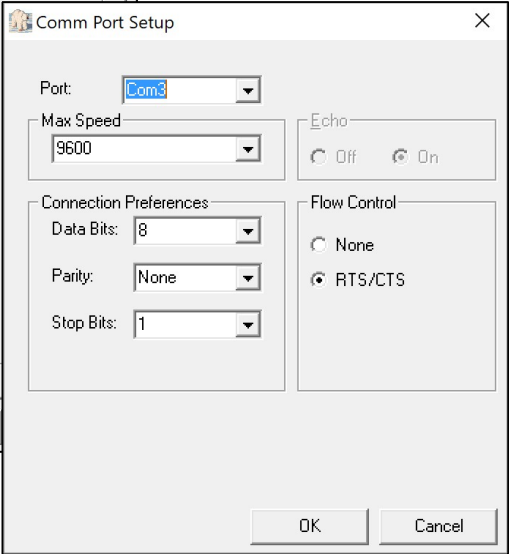 Comm Port Setup
Port: Com3
Max Speed
9600
Echo
Off On
Connection Preferences
Data Bits: 8
Parity: None
Stop Bits: 1
Flow Control
None
RTS/CTS
OK Cancel